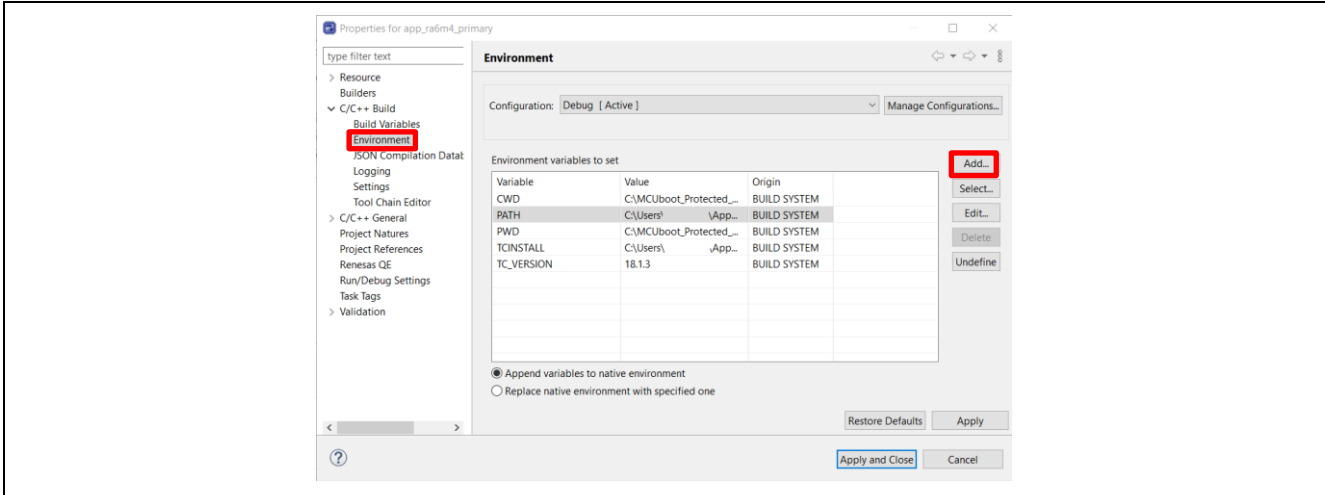 Properties for app_ra6m4_primary
type filter text
Environment
Resource
Builders
C/C++ Build
Build Variables
Environment
JSON Compilation Datab
Logging
Settings
Tool Chain Editor
C/C++ General
Project Natures
Project References
Renesas QE
Run/Debug Settings
Task Tags
Validation
Configuration: Debug [ Active ]
Manage Configurations...
Environment variables to set
Add...
Select...
Edit...
Delete
Undefine
Variable Value Origin
CWD C:\MCUboot_Protected_... BUILD SYSTEM
PATH C:\Users\ \App... BUILD SYSTEM
PWD C:\MCUboot_Protected_... BUILD SYSTEM
TCINSTALL C:\Users\ \App... BUILD SYSTEM
TC_VERSION 18.1.3 BUILD SYSTEM
Append variables to native environment
Replace native environment with specified one
Restore Defaults Apply
Apply and Close Cancel